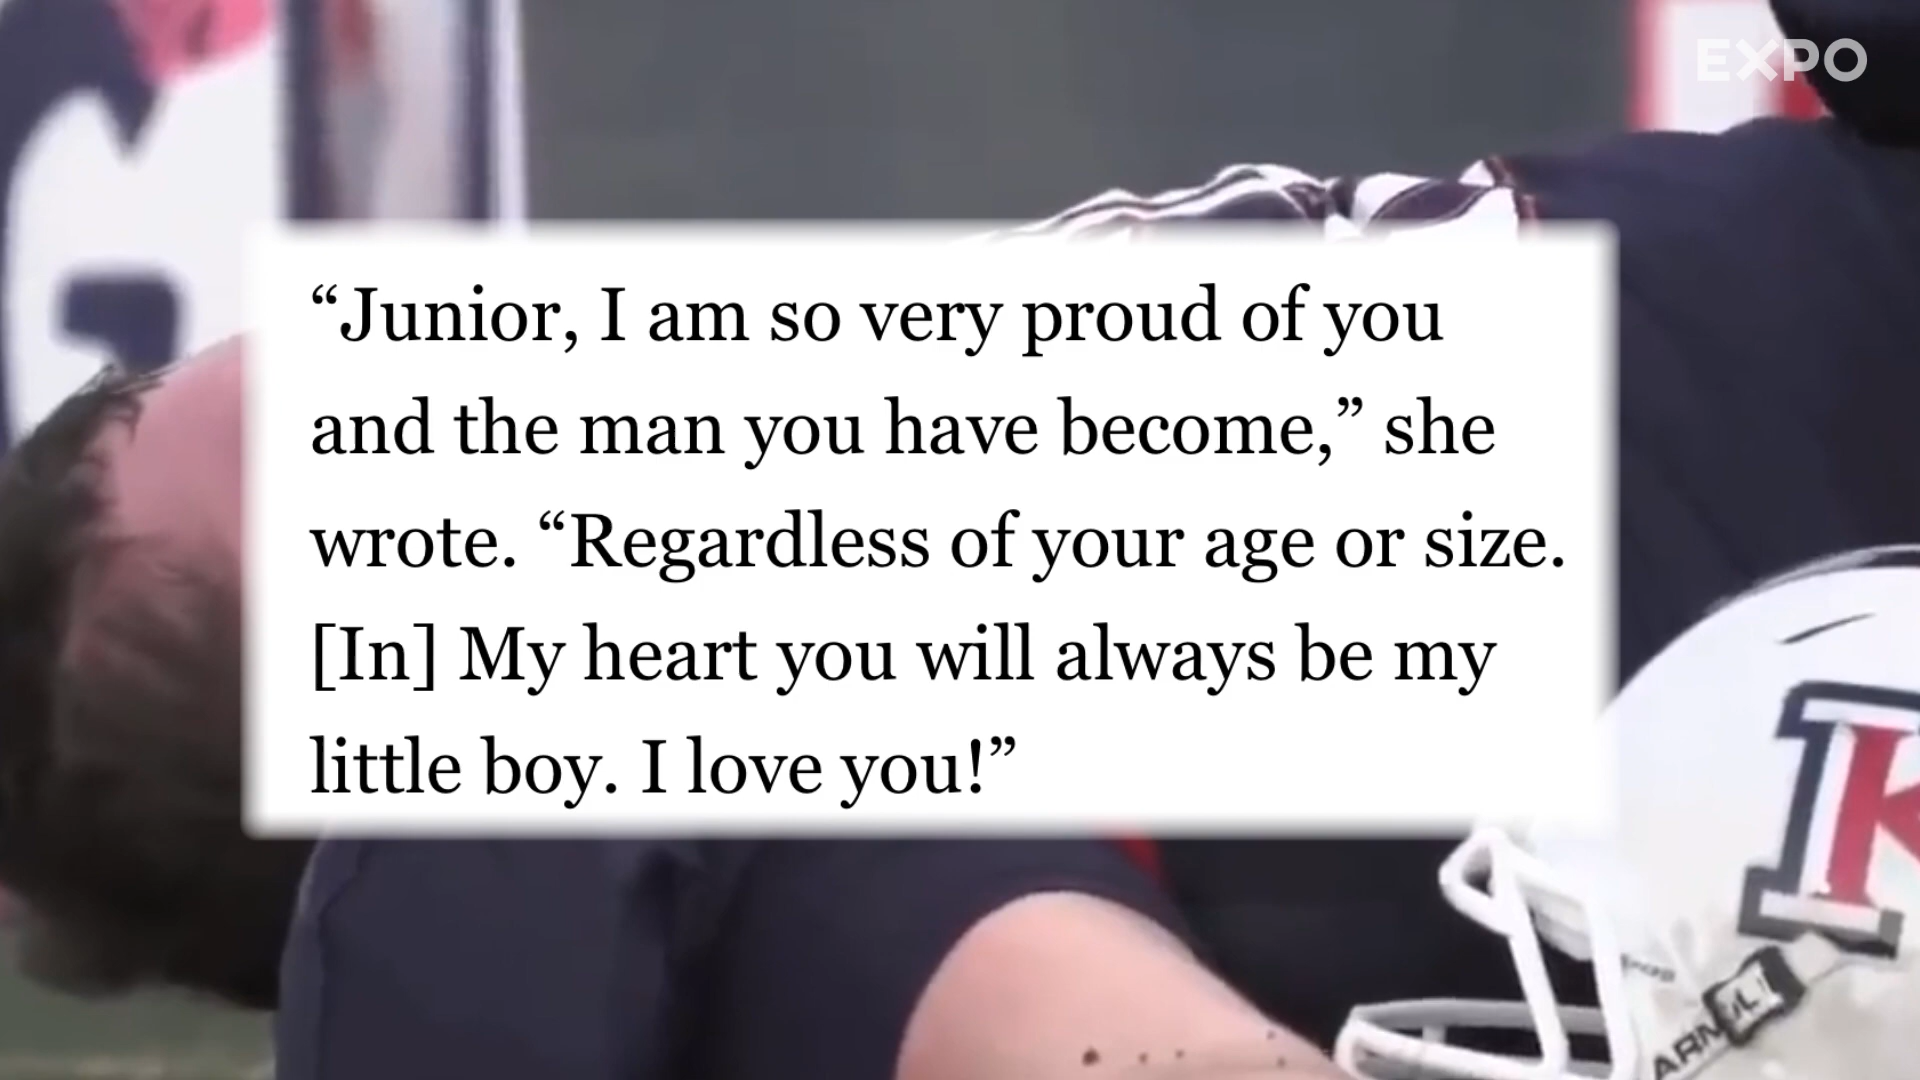 EXPO
“Junior, I am so very proud of you
and the man you have become,” she
wrote. “Regardless of your age or size.
[In] My heart you will always be my
little boy. I love you!”